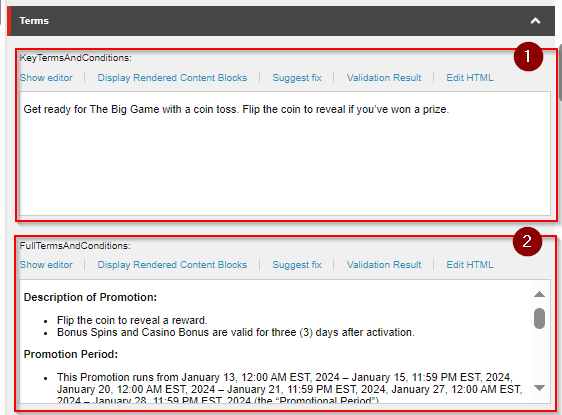 Terms
1
KeyTermsAndConditions:
Show editor | Display Rendered Content Blocks | Suggest fix | Validation Result | Edit HTML
Get ready for The Big Game with a coin toss. Flip the coin to reveal if you've won a prize.
2
FullTermsAndConditions:
Show editor | Display Rendered Content Blocks | Suggest fix | Validation Result | Edit HTML
Description of Promotion:
• Flip the coin to reveal a reward.
• Bonus Spins and Casino Bonus are valid for three (3) days after activation.
Promotion Period:
• This Promotion runs from January 13, 12:00 AM EST, 2024 – January 15, 11:59 PM EST, 2024,
January 20, 12:00 AM EST, 2024 – January 21, 11:59 PM EST, 2024, January 27, 12:00 AM EST,
2024 – January 28, 11:59 PM EST, 2024 (the "Promotional Period")